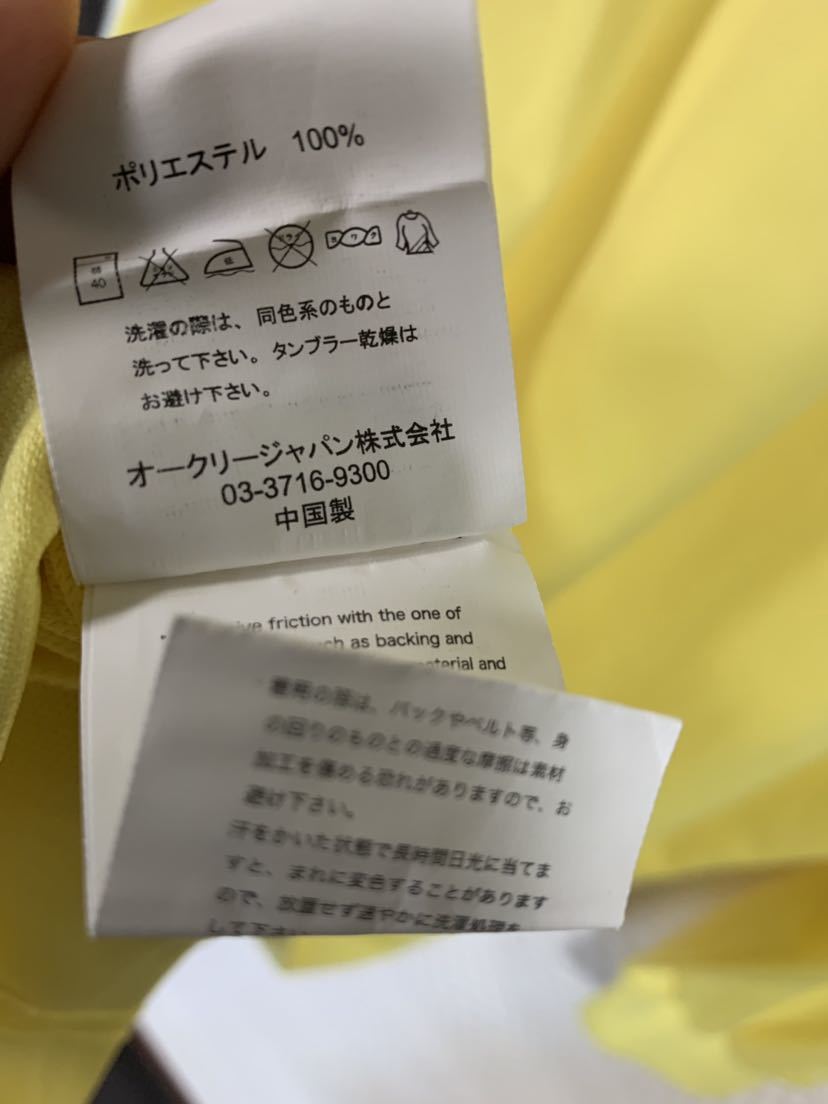 ポリエステル 100%
40
低
洗濯の際は、同色系のものと
洗って下さい。タンブラー乾燥は
お避け下さい。
オークリージャパン株式会社
03-3716-9300
中国製
friction with the one of
as backing and
material and
着用の際は、バックやベルト等、身
の回りのものとの過度な摩擦は素材
加工を傷める恐れがありますので、お
避け下さい。
汗をかいた状態で長時間日光に当てま
すと、まれに変色することがあります
ので、放置せず速やかに洗濯処理を
して下さい